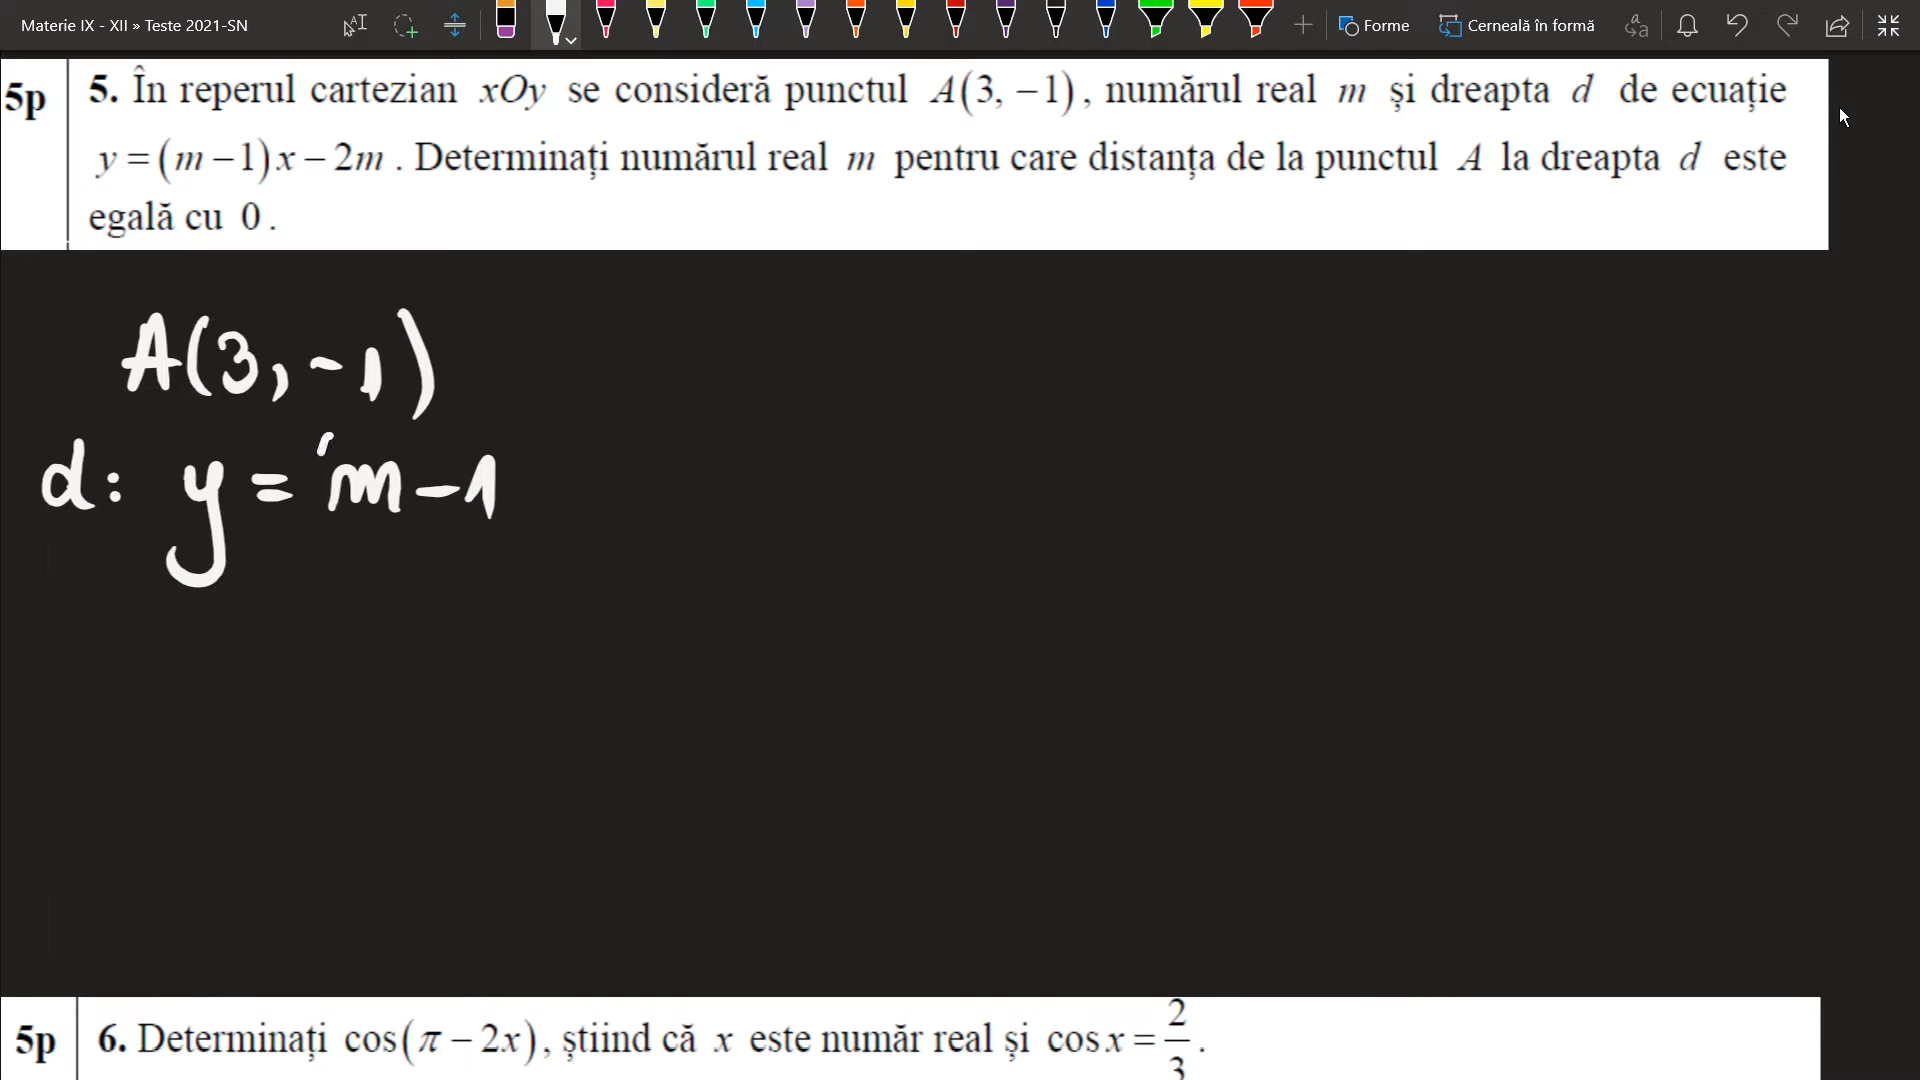 Materie IX - XII » Teste 2021-SN Forme Cerneală în formă
5p
5. În reperul cartezian xOy se consideră punctul A(3, −1), numărul real m și dreapta d de ecuație
y = (m − 1)x − 2m. Determinați numărul real m pentru care distanța de la punctul A la dreapta d este
egală cu 0.
A(3, -1)
d: y = m - 1
5p
6. Determinați cos(π − 2x), știind că x este număr real și cos x = 2/3.